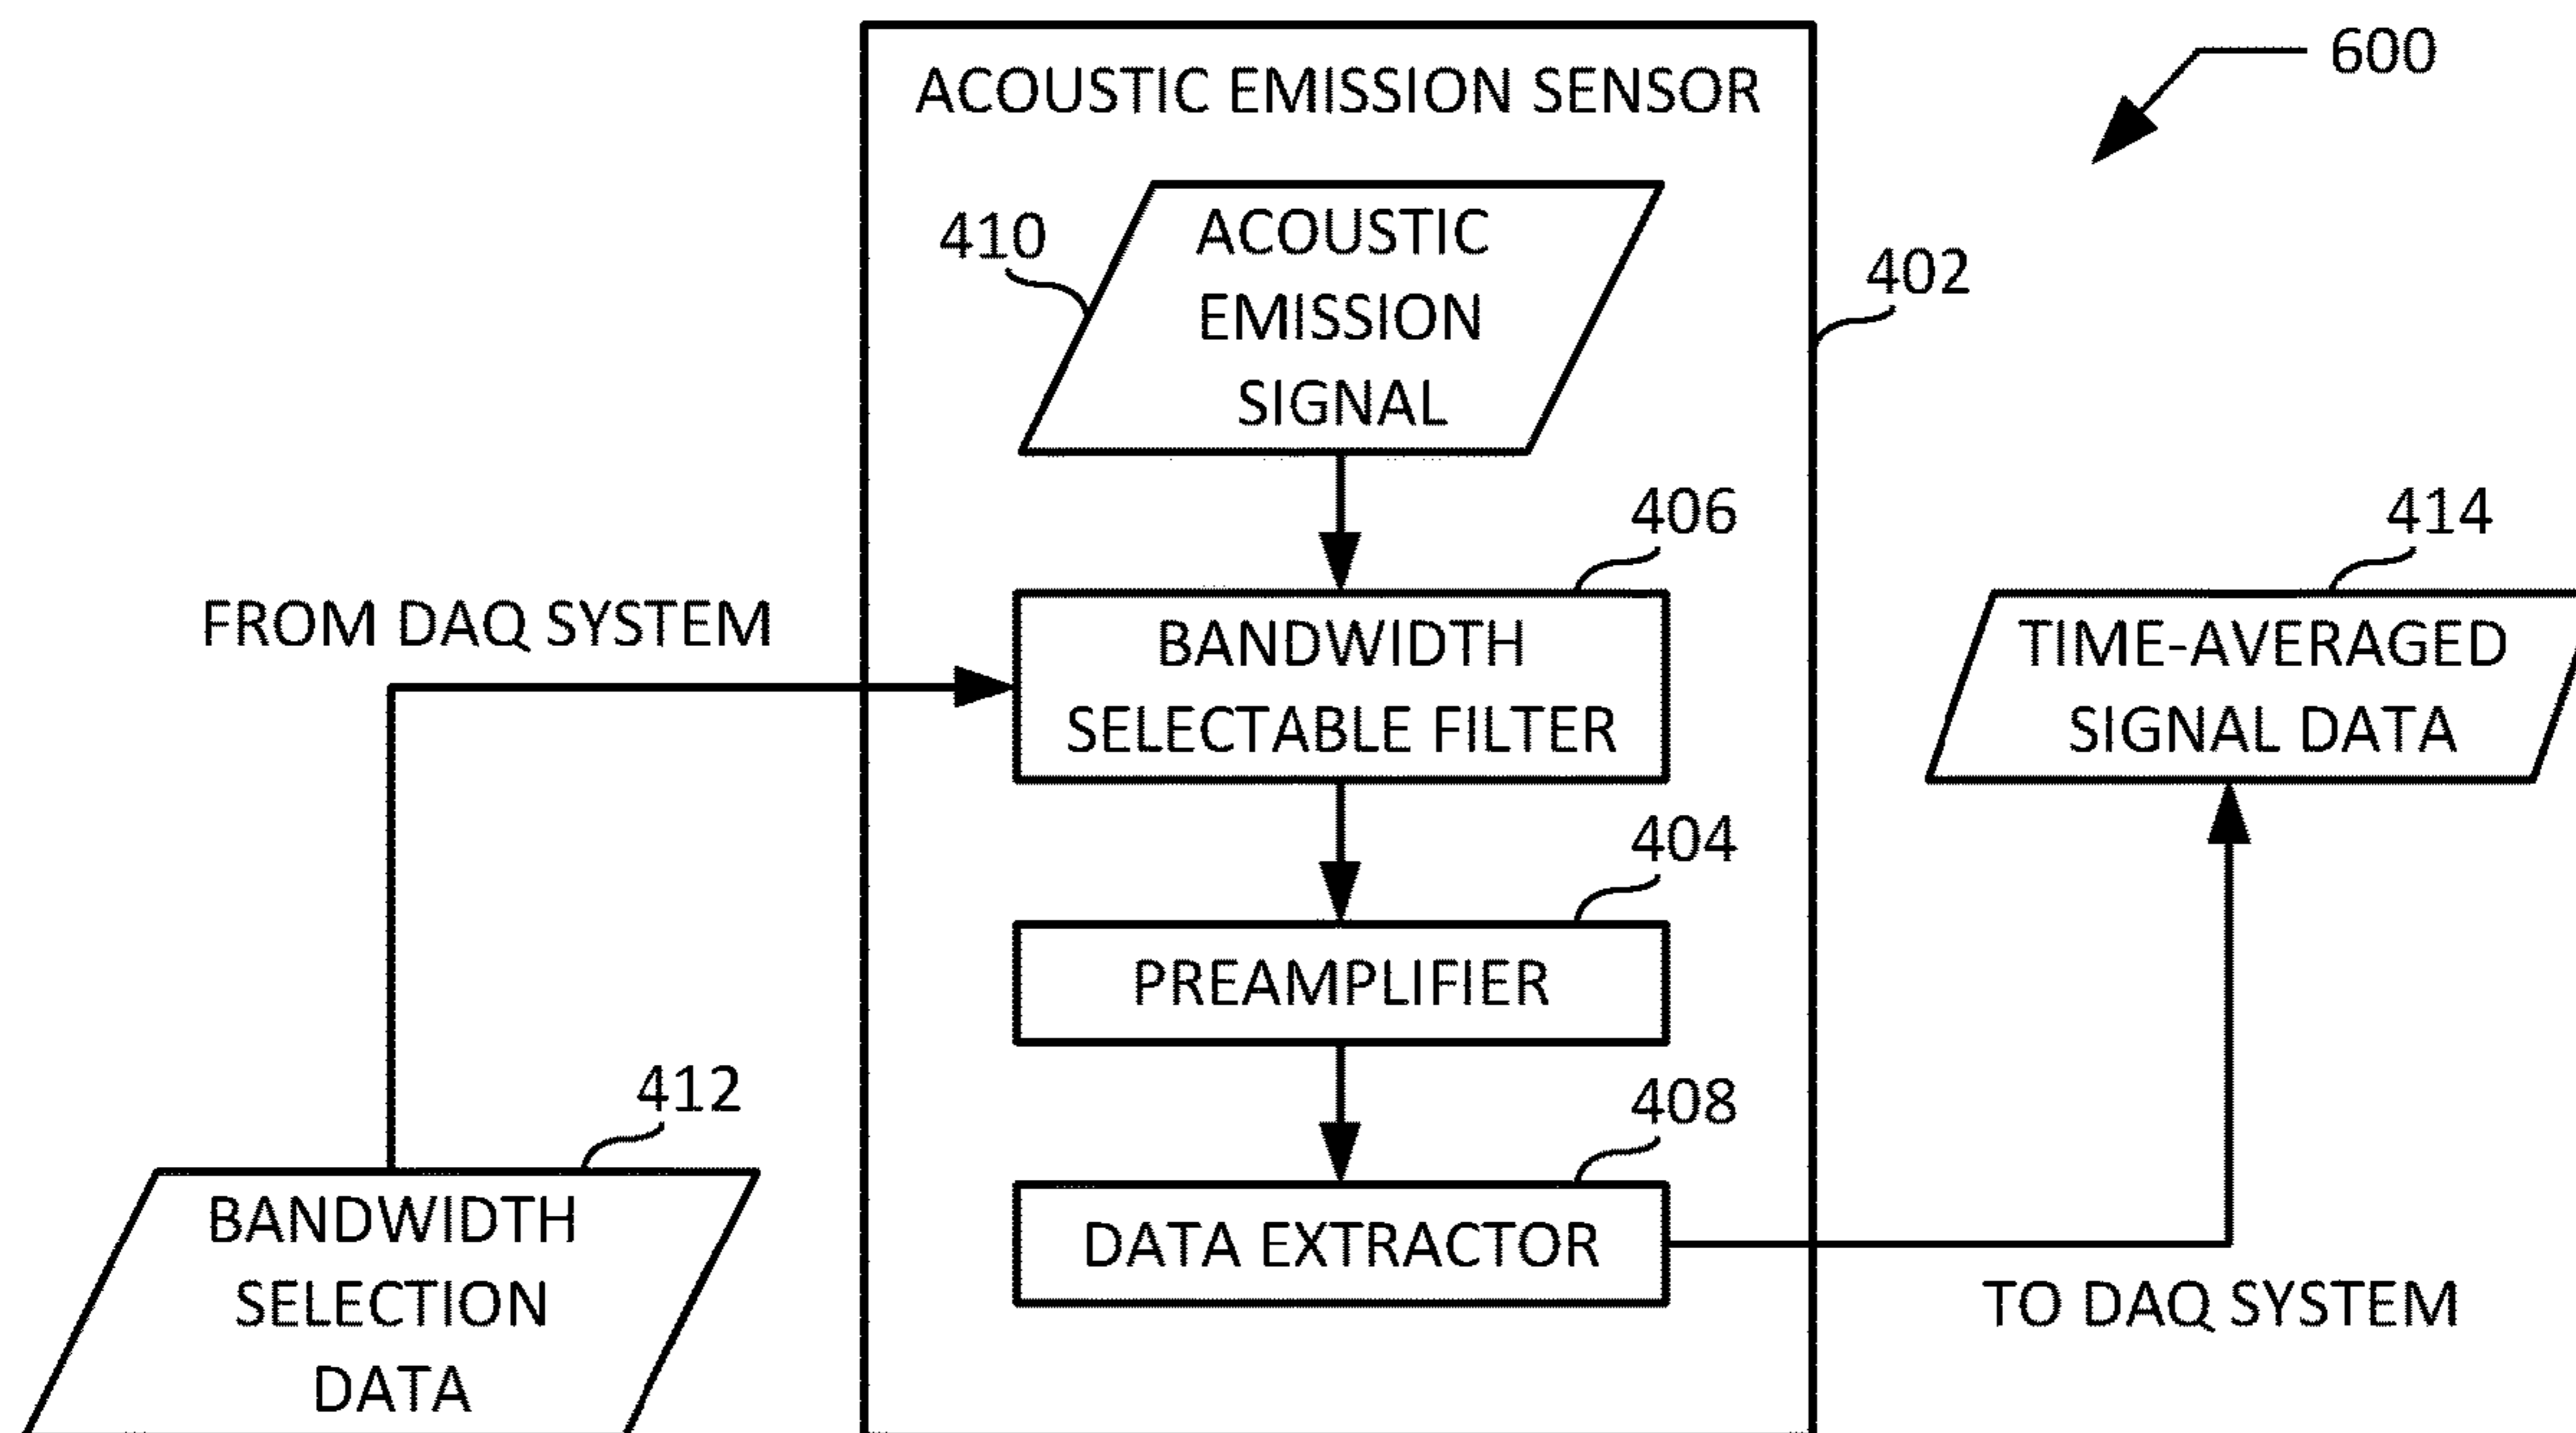 600
ACOUSTIC EMISSION SENSOR
410
ACOUSTIC
EMISSION
SIGNAL
402
406
414
FROM DAQ SYSTEM
BANDWIDTH
SELECTABLE FILTER
TIME-AVERAGED
SIGNAL DATA
404
PREAMPLIFIER
412
408
BANDWIDTH
SELECTION
DATA
DATA EXTRACTOR
TO DAQ SYSTEM